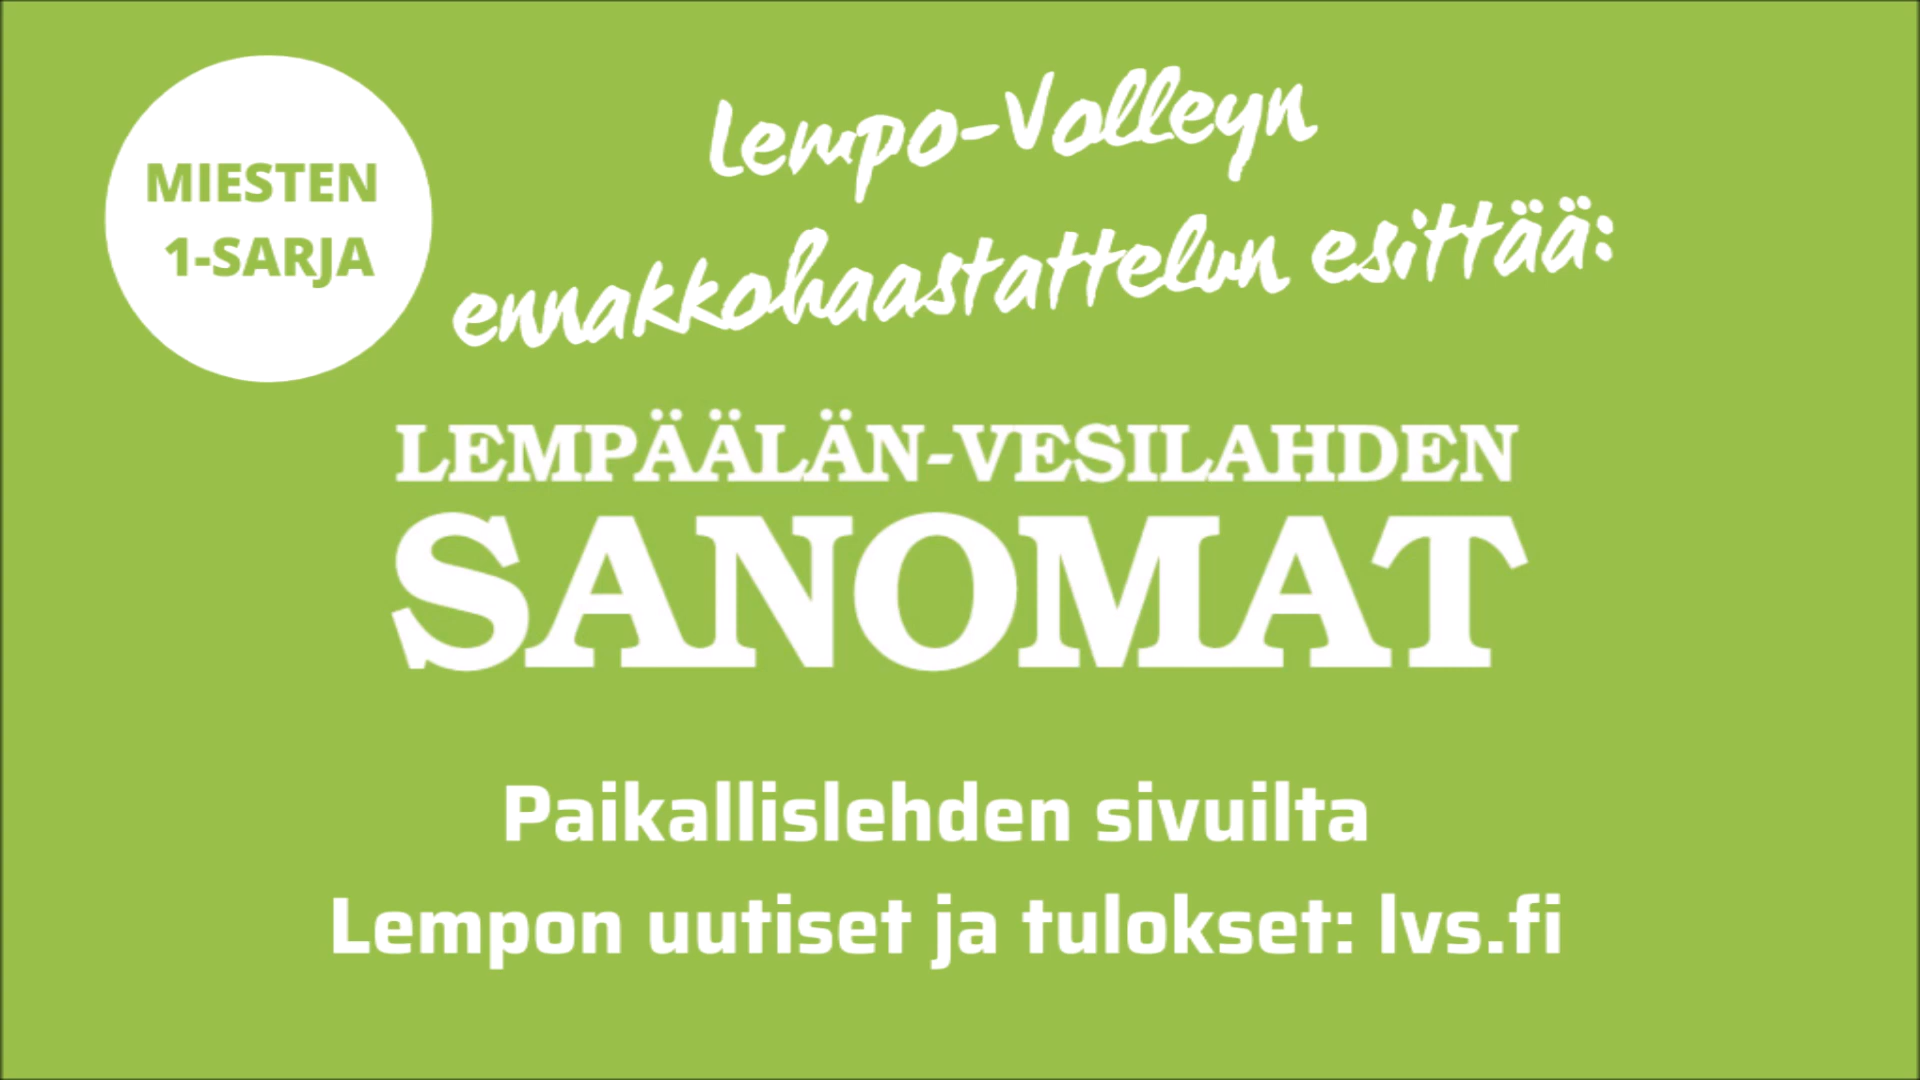 MIESTEN
1-SARJA
Lempo-Volleyn
ennakkohaastattelun esittää:
LEMPÄÄLÄN-VESILAHDEN
SANOMAT
Paikallislehden sivuilta
Lempon uutiset ja tulokset: lvs.fi